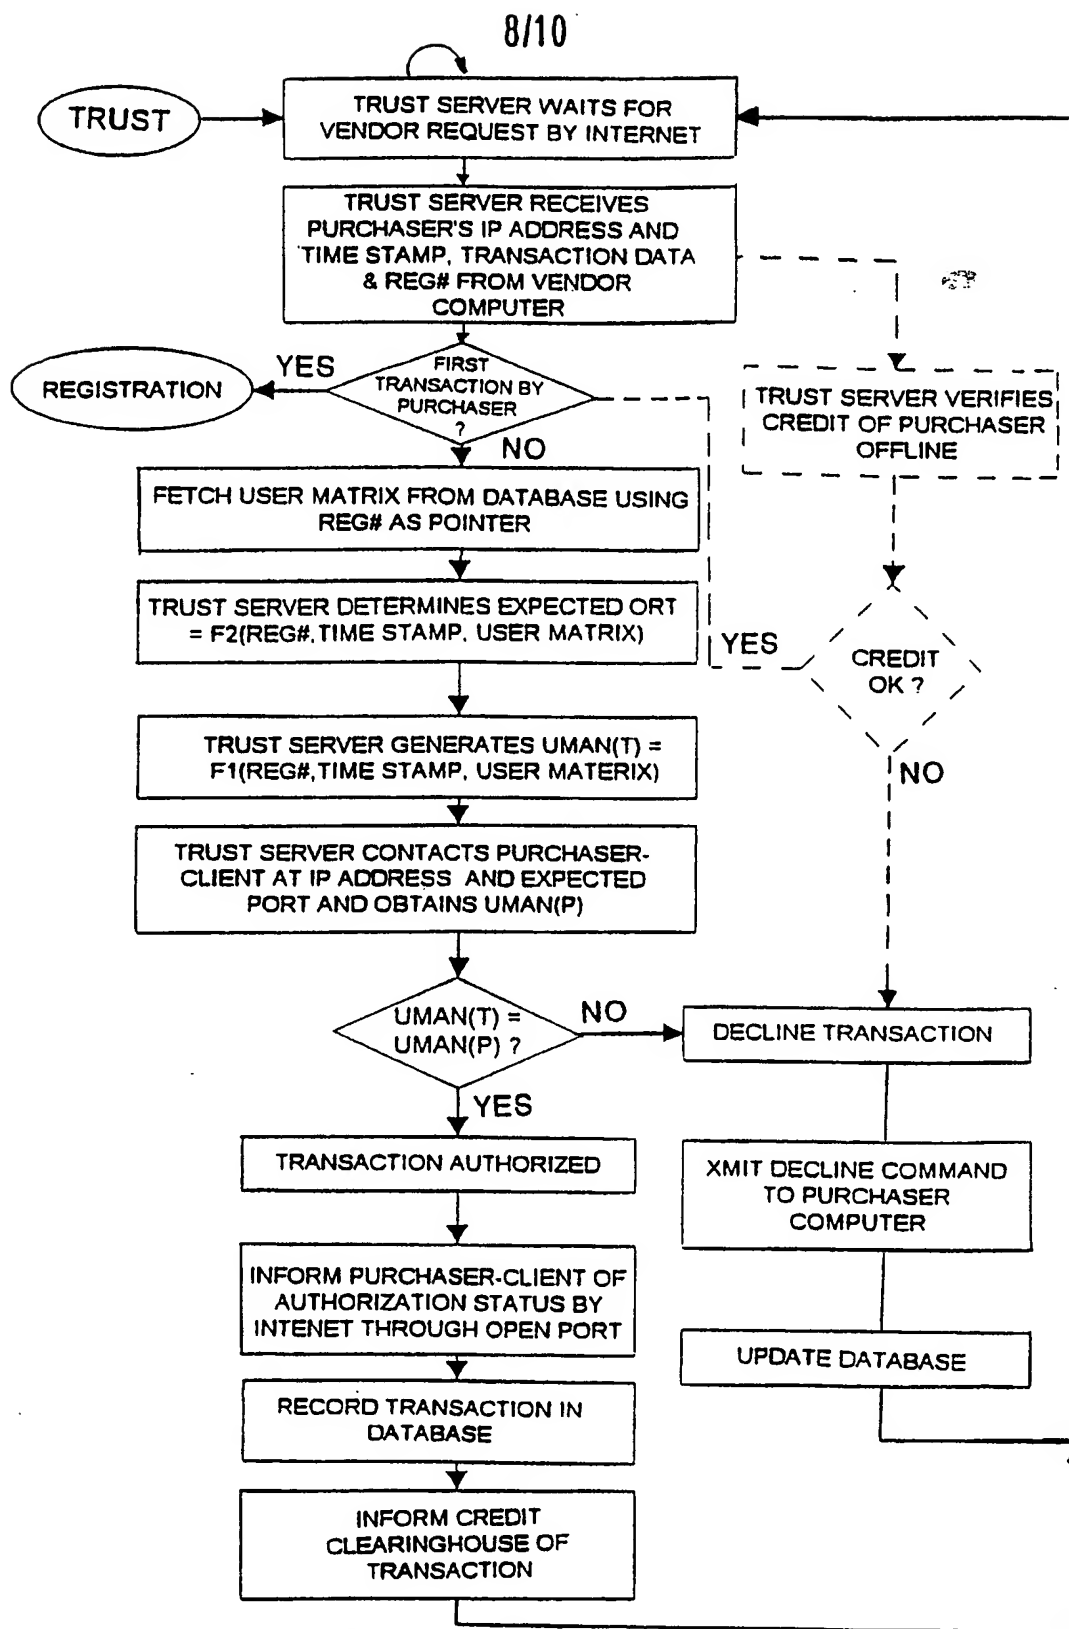 8/10
TRUST
TRUST SERVER WAITS FOR
VENDOR REQUEST BY INTERNET
TRUST SERVER RECEIVES
PURCHASER'S IP ADDRESS AND
TIME STAMP, TRANSACTION DATA
& REG# FROM VENDOR
COMPUTER
REGISTRATION
YES
FIRST
TRANSACTION BY
PURCHASER
?
NO
TRUST SERVER VERIFIES
CREDIT OF PURCHASER
OFFLINE
FETCH USER MATRIX FROM DATABASE USING
REG# AS POINTER
TRUST SERVER DETERMINES EXPECTED ORT
= F2(REG#,TIME STAMP, USER MATRIX)
YES
CREDIT
OK ?
NO
TRUST SERVER GENERATES UMAN(T) =
F1(REG#,TIME STAMP, USER MATERIX)
TRUST SERVER CONTACTS PURCHASER-
CLIENT AT IP ADDRESS AND EXPECTED
PORT AND OBTAINS UMAN(P)
UMAN(T) =
UMAN(P) ?
NO
DECLINE TRANSACTION
YES
TRANSACTION AUTHORIZED
XMIT DECLINE COMMAND
TO PURCHASER
COMPUTER
INFORM PURCHASER-CLIENT OF
AUTHORIZATION STATUS BY
INTENET THROUGH OPEN PORT
UPDATE DATABASE
RECORD TRANSACTION IN
DATABASE
INFORM CREDIT
CLEARINGHOUSE OF
TRANSACTION